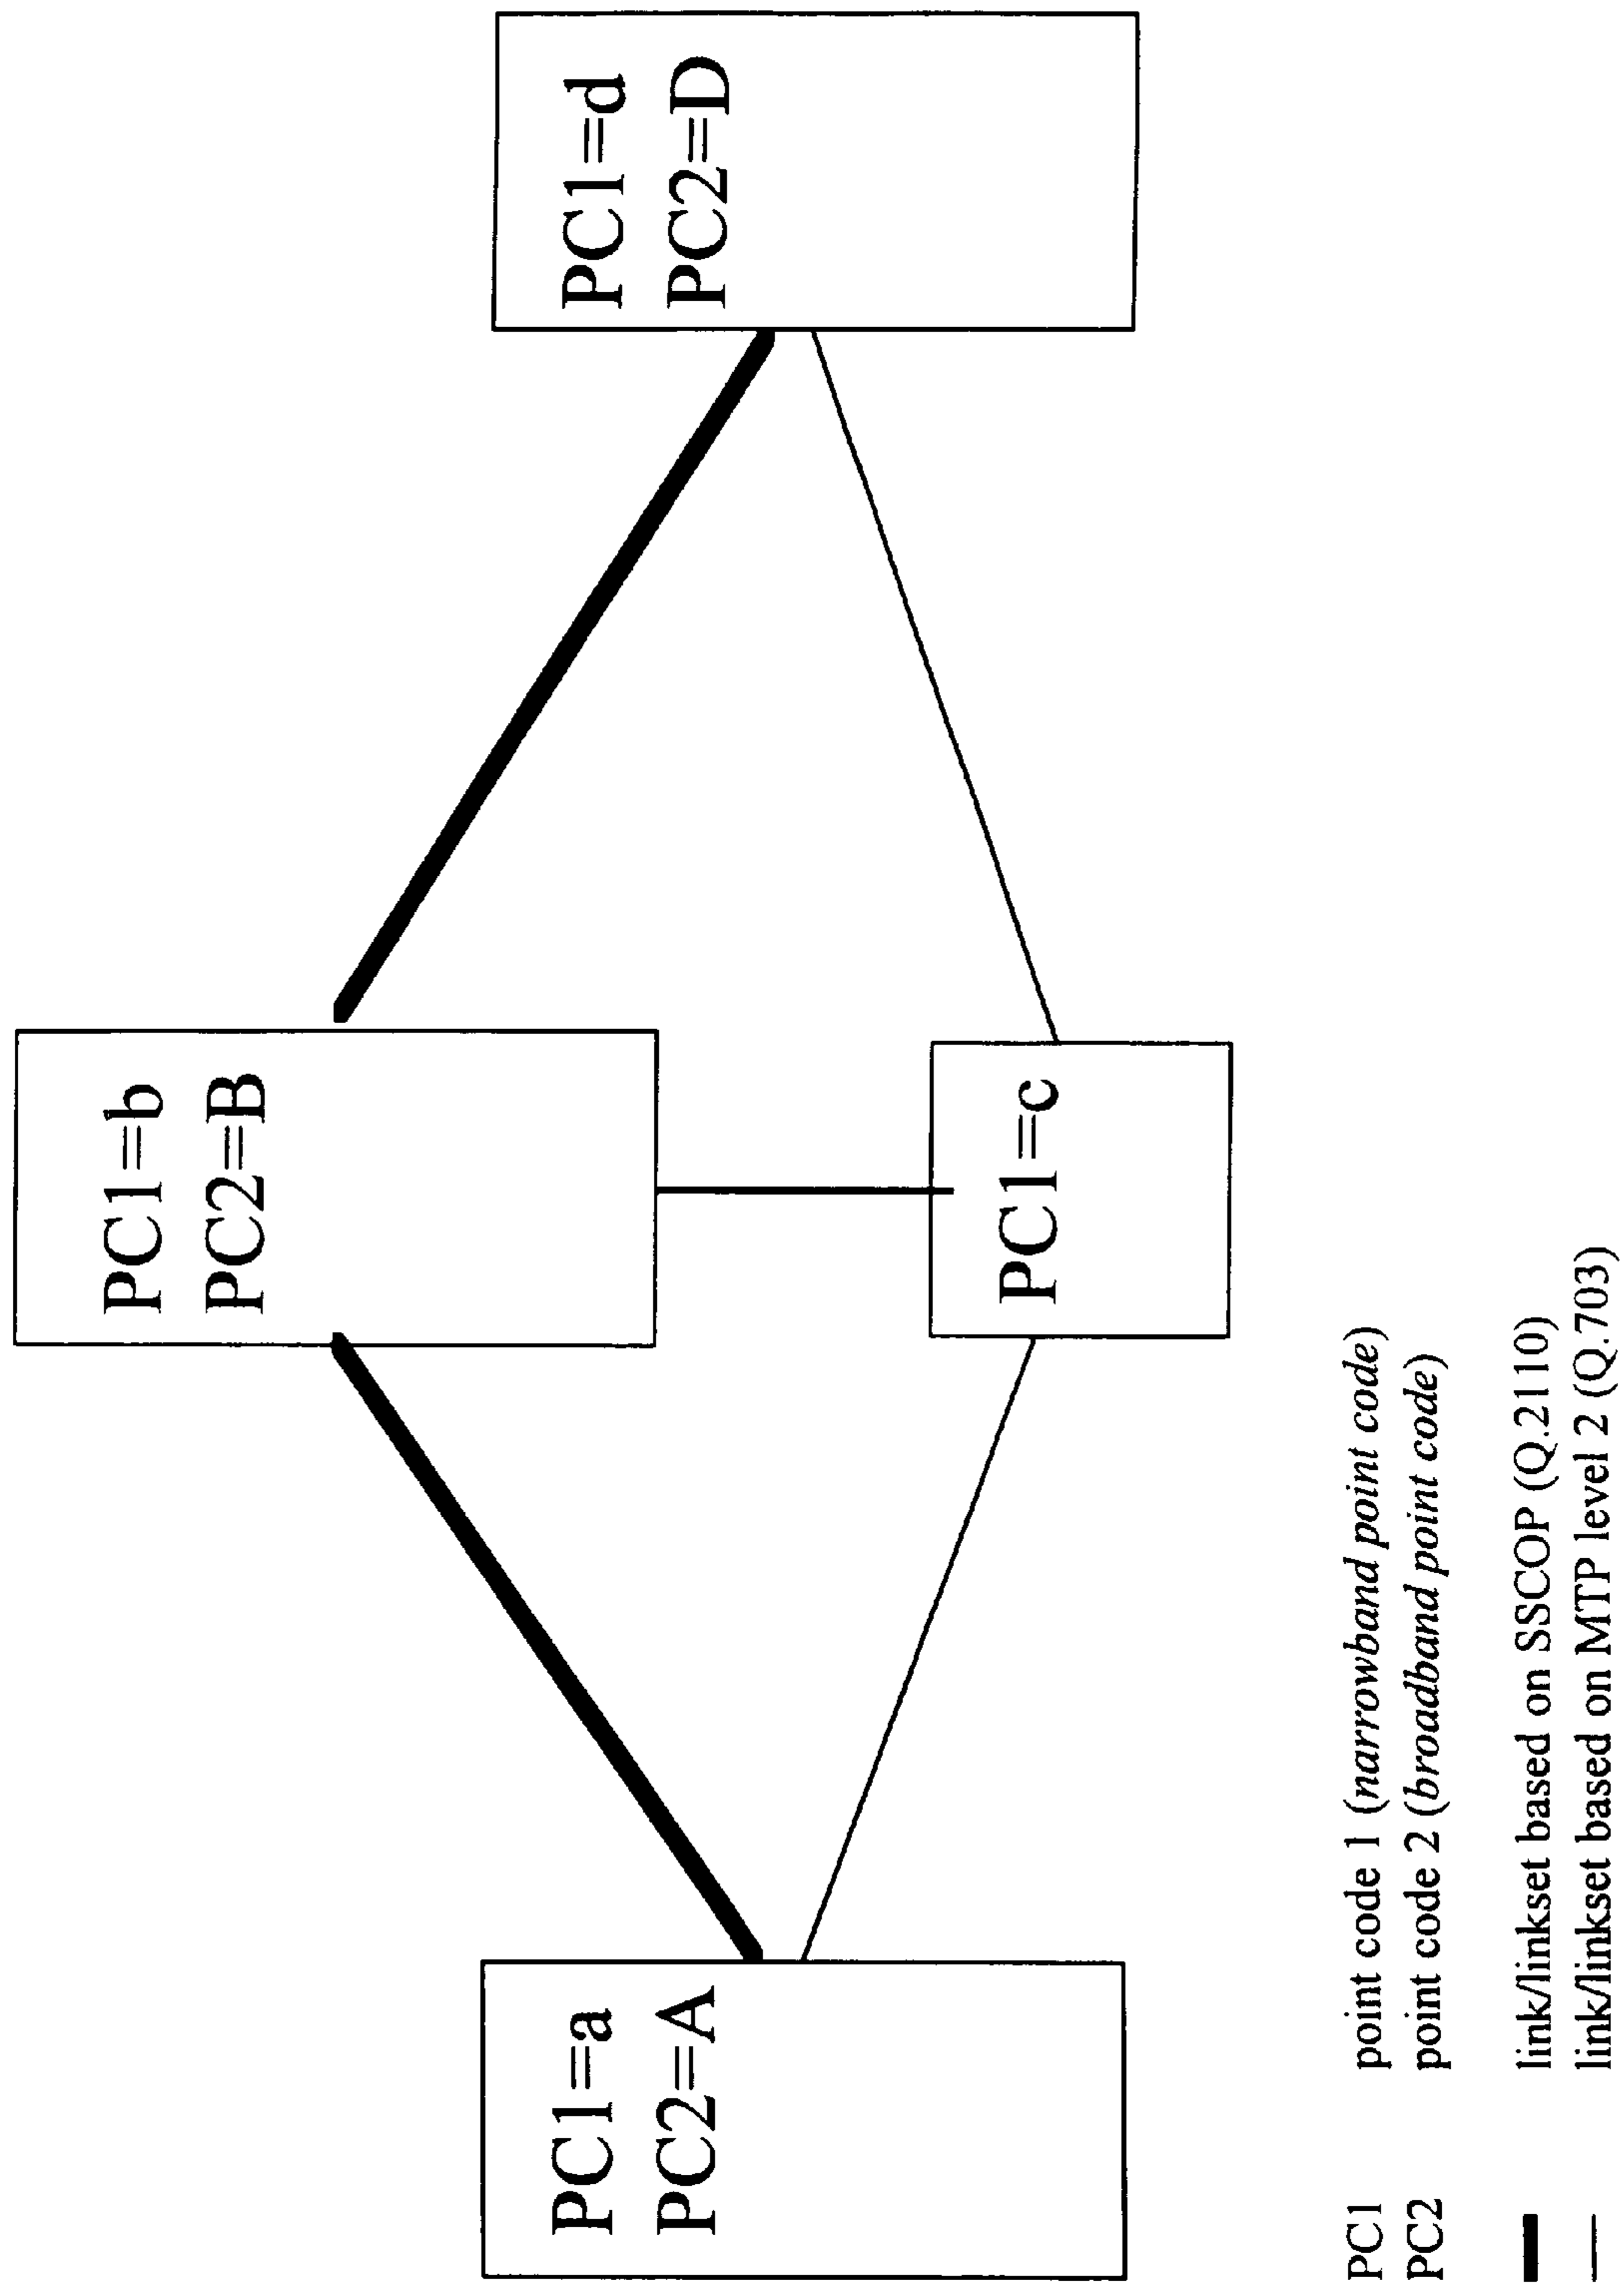 PC1=b
PC2=B
PC1=a
PC2=A
PC1=d
PC2=D
PC1=c
PC1 point code 1 (narrowband point code)
PC2 point code 2 (broadband point code)
link/linkset based on SSCOP (Q.2110)
link/linkset based on MTP level 2 (Q.703)